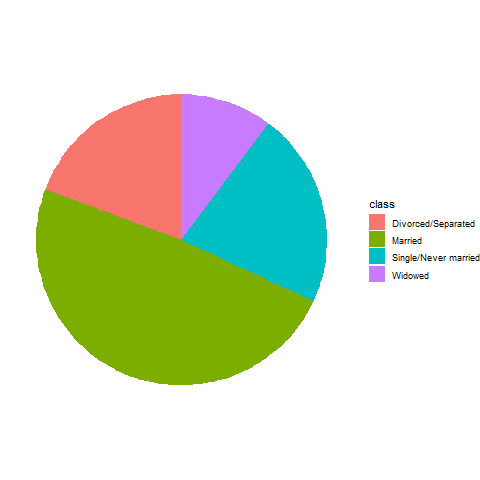 class
Divorced/Separated
Married
Single/Never married
Widowed